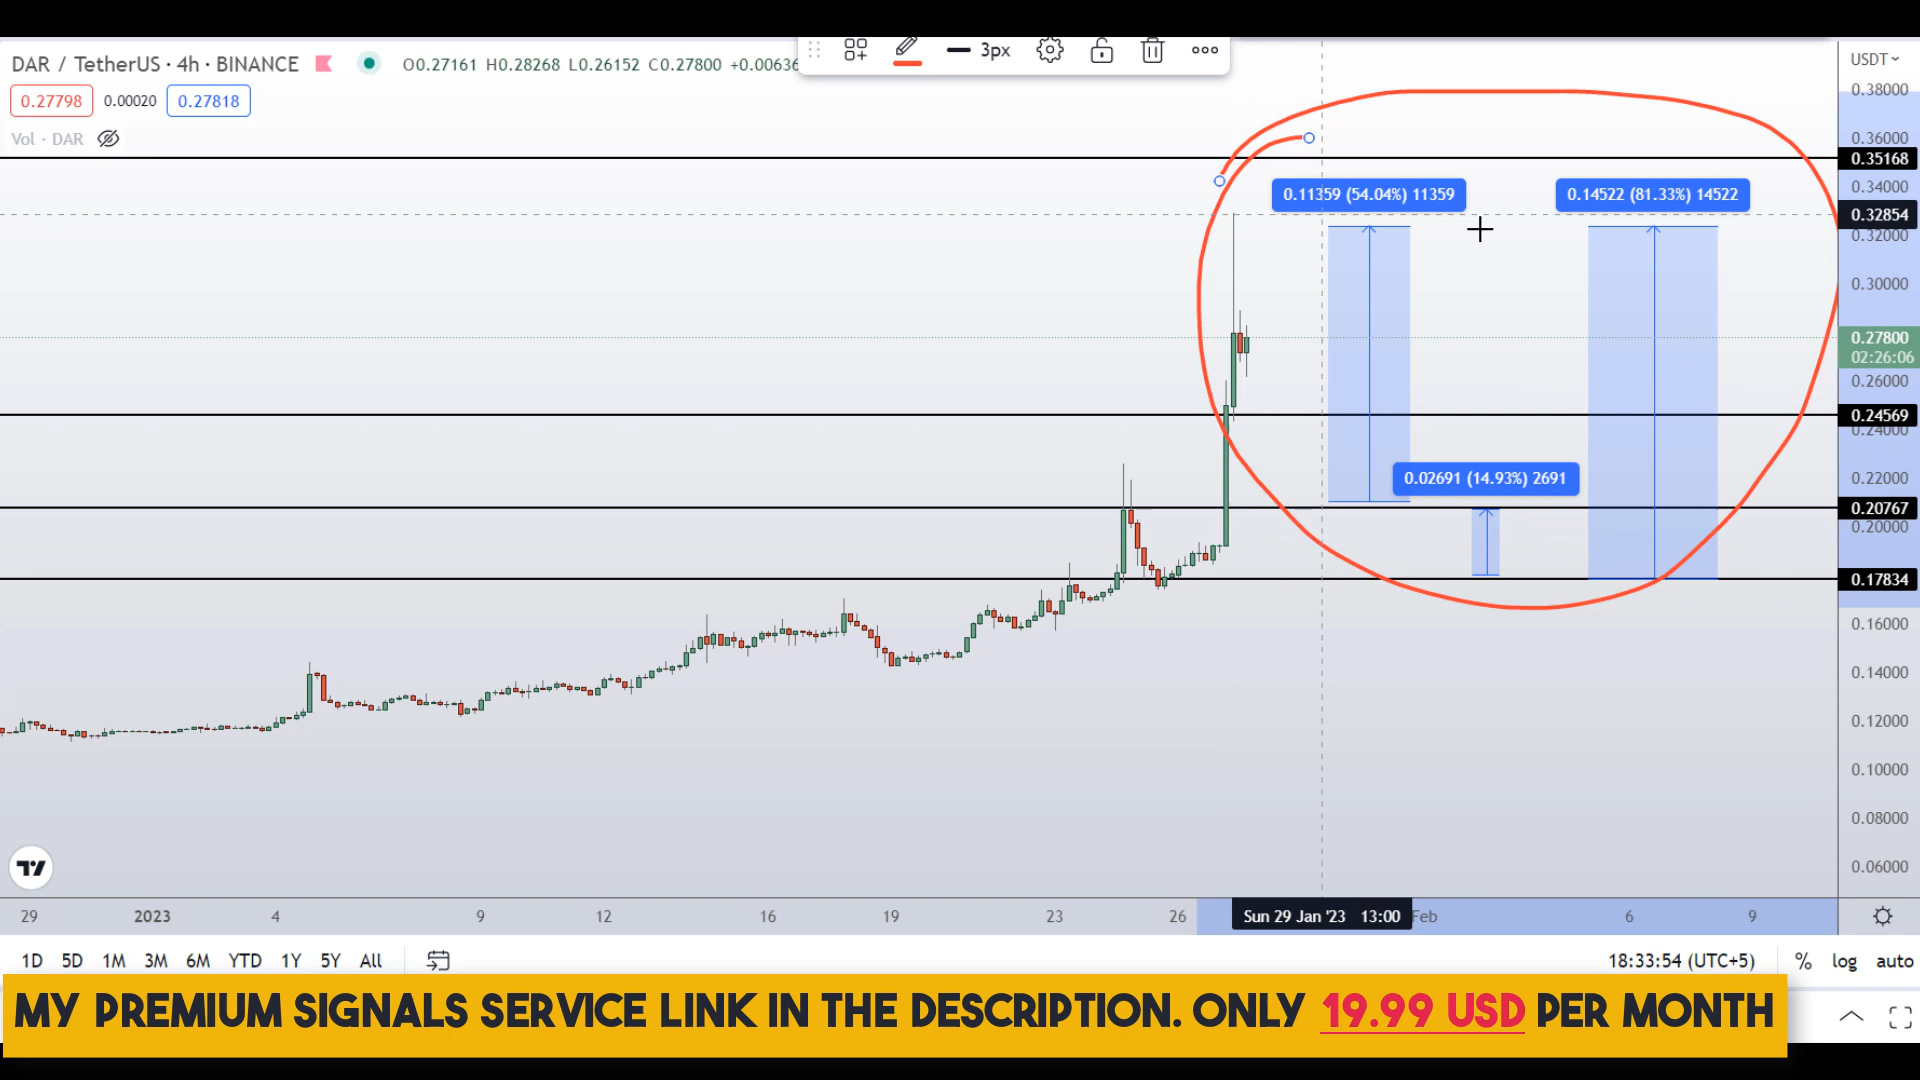 DAR / TetherUS · 4h · BINANCE O0.27161 H0.28268 L0.26152 C0.27800 +0.00636
3px
USDT
0.27798 0.00020 0.27818
Vol · DAR
0.38000
0.36000
0.35168
0.34000
0.32854
0.32000
0.30000
0.27800
02:26:06
0.26000
0.24569
0.24000
0.22000
0.20767
0.20000
0.17834
0.16000
0.14000
0.12000
0.10000
0.08000
0.06000
0.11359 (54.04%) 11359
0.14522 (81.33%) 14522
0.02691 (14.93%) 2691
29 2023 4 9 12 16 19 23 26 Sun 29 Jan '23 13:00 Feb 6 9
1D 5D 1M 3M 6M YTD 1Y 5Y All 18:33:54 (UTC+5) % log auto
MY PREMIUM SIGNALS SERVICE LINK IN THE DESCRIPTION. ONLY 19.99 USD PER MONTH